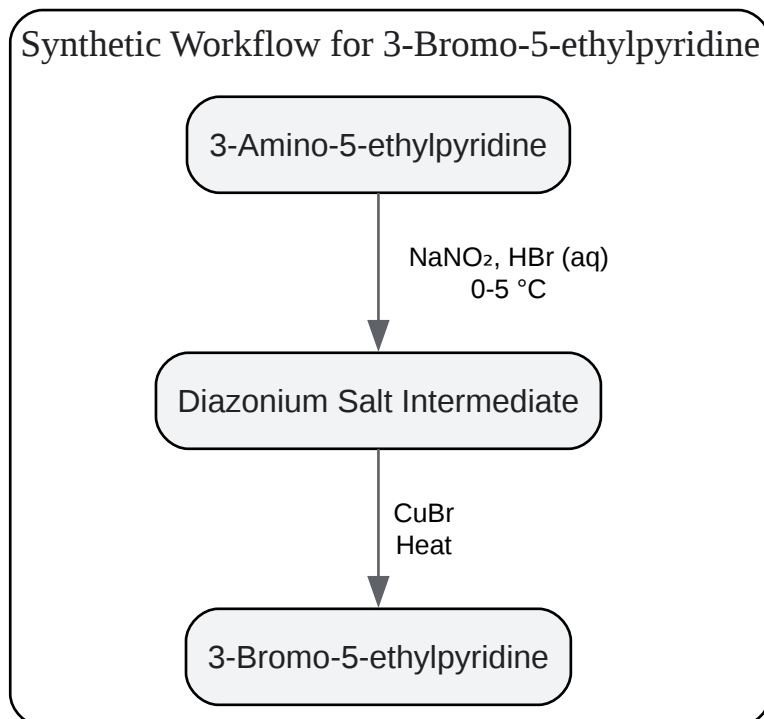 Synthetic Workflow for 3-Bromo-5-ethylpyridine
3-Amino-5-ethylpyridine
NaNO₂, HBr (aq)
0-5 °C
Diazonium Salt Intermediate
CuBr
Heat
3-Bromo-5-ethylpyridine